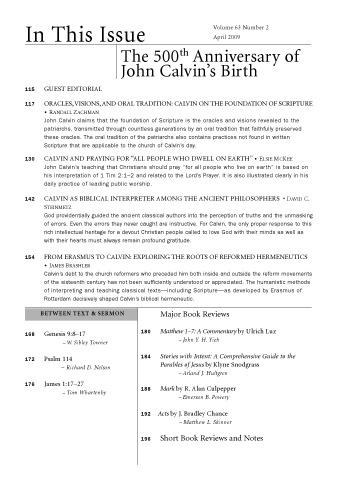 In This Issue
Volume 63 Number 2
April 2009
The 500th Anniversary of
John Calvin's Birth
115 GUEST EDITORIAL
117 ORACLES, VISIONS, AND ORAL TRADITION: CALVIN ON THE FOUNDATION OF SCRIPTURE
• RANDALL ZACHMAN
John Calvin claims that the foundation of Scripture is the oracles and visions revealed to the
patriarchs, transmitted through countless generations by an oral tradition that faithfully preserved
these oracles. The oral tradition of the patriarchs also contains practices not found in written
Scripture that are applicable to the church of Calvin's day.
130 CALVIN AND PRAYING FOR "ALL PEOPLE WHO DWELL ON EARTH" • ELSIE MCKEE
John Calvin's teaching that Christians should pray "for all people who live on earth" is based on
his interpretation of 1 Tim 2:1–2 and related to the Lord's Prayer. It is also illustrated clearly in his
daily practice of leading public worship.
142 CALVIN AS BIBLICAL INTERPRETER AMONG THE ANCIENT PHILOSOPHERS • DAVID C.
STEINMETZ
God providentially guided the ancient classical authors into the perception of truths and the unmasking
of errors. Even the errors they never caught are instructive. For Calvin, the only proper response to this
rich intellectual heritage for a devout Christian people called to love God with their minds as well as
with their hearts must always remain profound gratitude.
154 FROM ERASMUS TO CALVIN: EXPLORING THE ROOTS OF REFORMED HERMENEUTICS
• JAMES BRASHLER
Calvin's debt to the church reformers who preceded him both inside and outside the reform movements
of the sixteenth century has not been sufficiently understood or appreciated. The humanistic methods
of interpreting and teaching classical texts—including Scripture—as developed by Erasmus of
Rotterdam decisively shaped Calvin's biblical hermeneutic.
BETWEEN TEXT & SERMON
168 Genesis 9:8–17
– W. Sibley Towner
172 Psalm 114
– Richard D. Nelson
176 James 1:17–27
– Tom Whartenby
Major Book Reviews
180 Matthew 1–7: A Commentary by Ulrich Luz
– John Y. H. Yieh
184 Stories with Intent: A Comprehensive Guide to the
Parables of Jesus by Klyne Snodgrass
– Arland J. Hultgren
188 Mark by R. Alan Culpepper
– Emerson B. Powery
192 Acts by J. Bradley Chance
– Matthew L. Skinner
196 Short Book Reviews and Notes